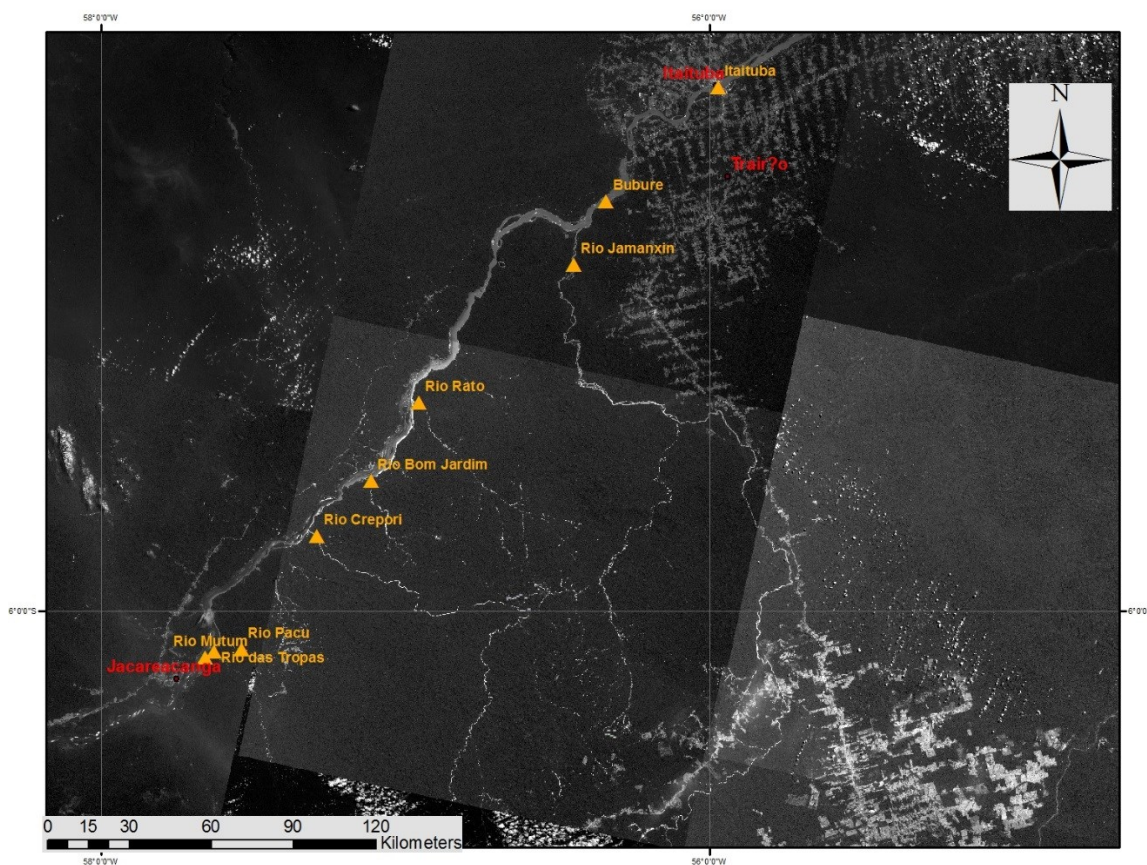 58°0'0"W
56°0'0"W
Itaituba
Itaituba
N
Trair?o
Bubure
Rio Jamanxin
Rio Rato
Rio Bom Jardim
Rio Crepori
6°0'0"S
6°0'0"
Rio Pacu
Rio Mutum
Rio das Tropas
Jacareacanga
0 15 30 60 90 120
Kilometers
58°0'0"W
56°0'0"W